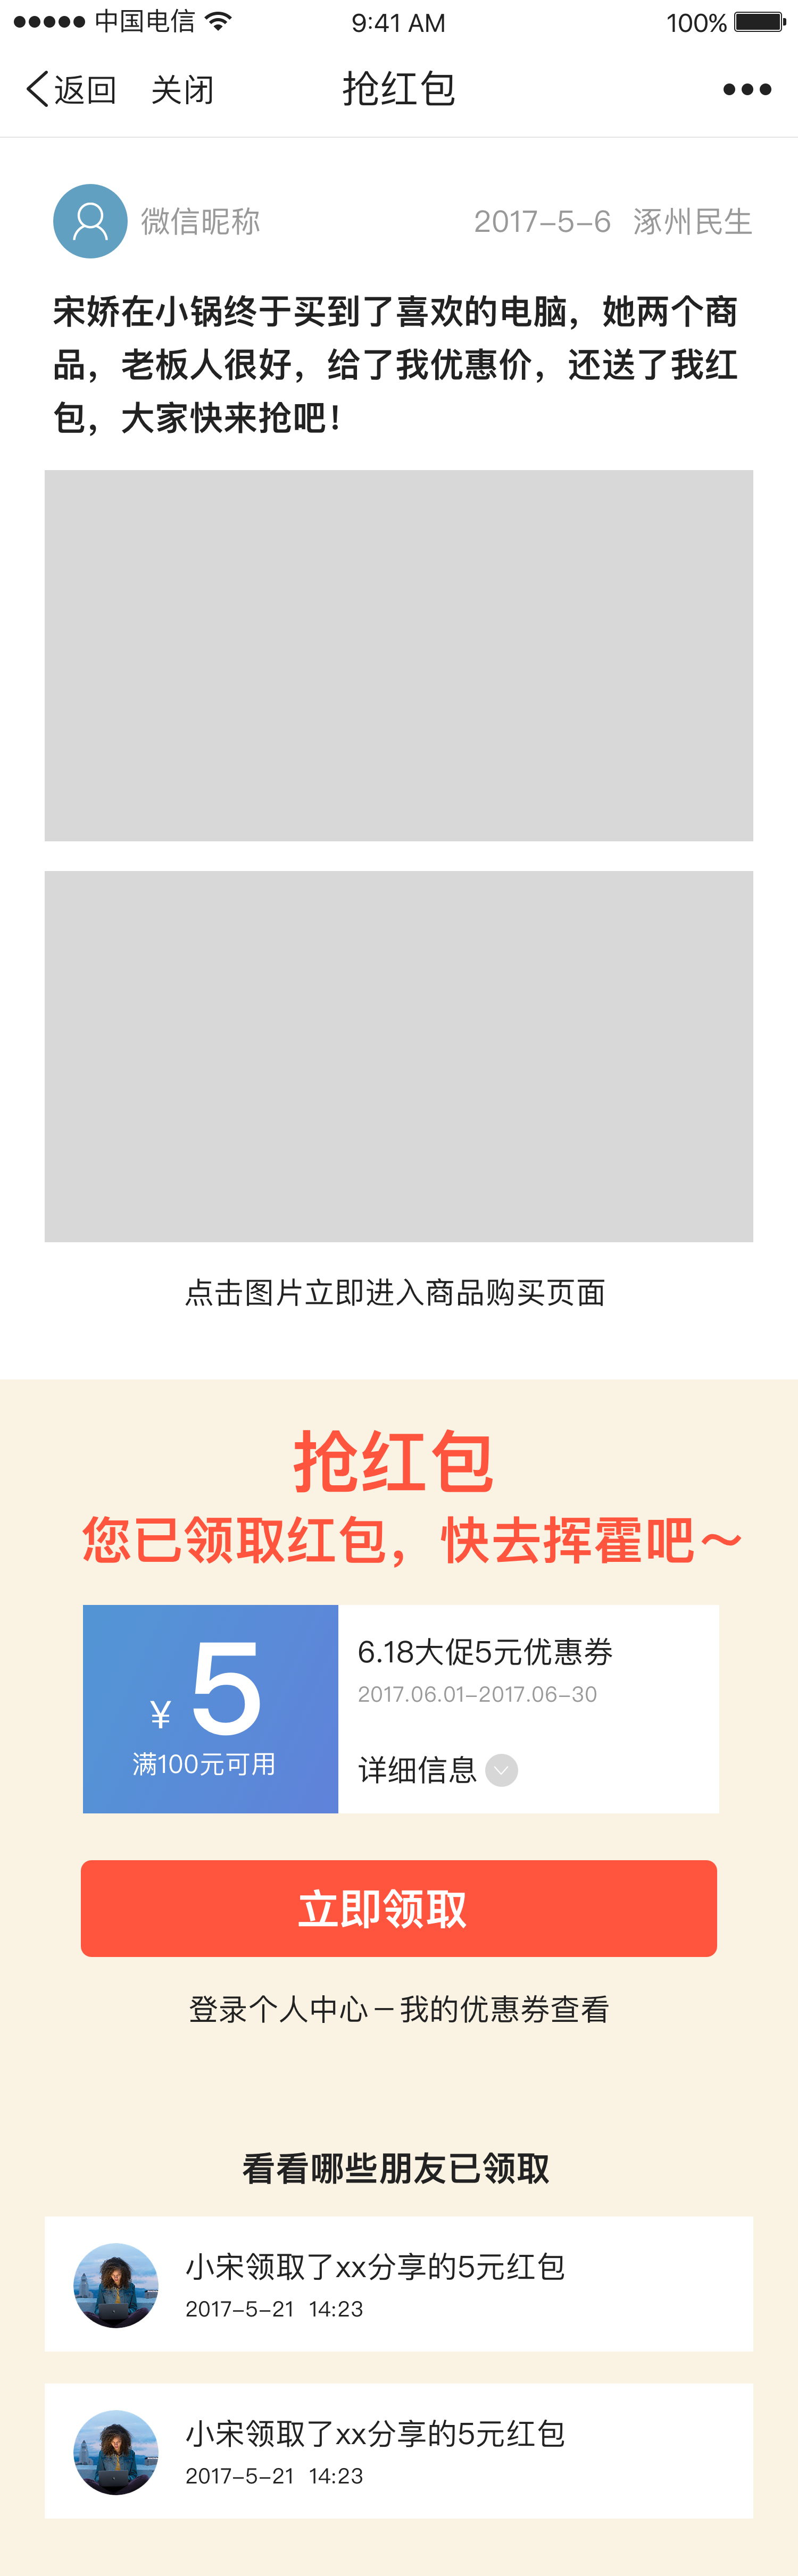 中国电信 9:41 AM 100%
返回 关闭 抢红包
微信昵称 2017-5-6 涿州民生
宋娇在小锅终于买到了喜欢的电脑，她两个商
品，老板人很好，给了我优惠价，还送了我红
包，大家快来抢吧！
点击图片立即进入商品购买页面
抢红包
您已领取红包，快去挥霍吧～
¥ 5
满100元可用
6.18大促5元优惠券
2017.06.01-2017.06-30
详细信息
立即领取
登录个人中心－我的优惠券查看
看看哪些朋友已领取
小宋领取了xx分享的5元红包
2017-5-21 14:23
小宋领取了xx分享的5元红包
2017-5-21 14:23